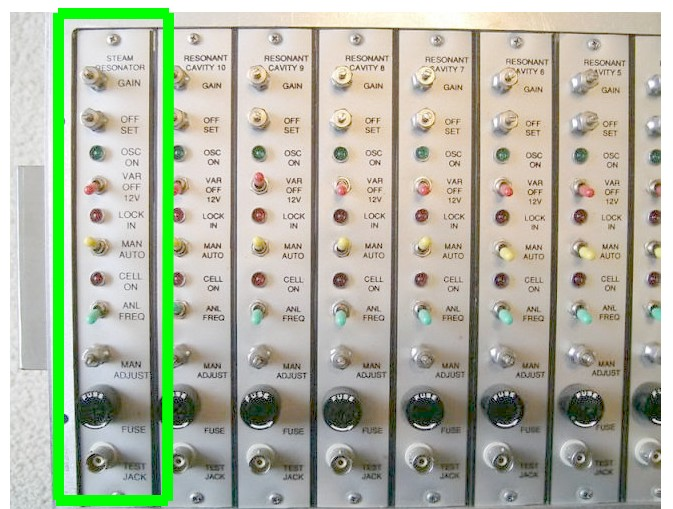 STEAM
RESONATOR
GAIN
OFF
SET
OSC
ON
VAR
OFF
12V
LOCK
IN
MAN
AUTO
CELL
ON
ANL
FREQ
MAN
ADJUST
FUSE
FUSE
TEST
JACK
RESONANT
CAVITY 10
GAIN
OFF
SET
OSC
ON
VAR
OFF
12V
LOCK
IN
MAN
AUTO
CELL
ON
ANL
FREQ
MAN
ADJUST
FUSE
FUSE
TEST
JACK
RESONANT
CAVITY 9
GAIN
OFF
SET
OSC
ON
VAR
OFF
12V
LOCK
IN
MAN
AUTO
CELL
ON
ANL
FREQ
MAN
ADJUST
FUSE
FUSE
TEST
JACK
RESONANT
CAVITY 8
GAIN
OFF
SET
OSC
ON
VAR
OFF
12V
LOCK
IN
MAN
AUTO
CELL
ON
ANL
FREQ
MAN
ADJUST
FUSE
FUSE
TEST
JACK
RESONANT
CAVITY 7
GAIN
OFF
SET
OSC
ON
VAR
OFF
12V
LOCK
IN
MAN
AUTO
CELL
ON
ANL
FREQ
MAN
ADJUST
FUSE
FUSE
TEST
JACK
RESONANT
CAVITY 6
GAIN
OFF
SET
OSC
ON
VAR
OFF
12V
LOCK
IN
MAN
AUTO
CELL
ON
ANL
FREQ
MAN
ADJUST
FUSE
FUSE
TEST
JACK
RESONANT
CAVITY 5
GAIN
OFF
SET
OSC
ON
VAR
OFF
12V
LOCK
IN
MAN
AUTO
CELL
ON
ANL
FREQ
MAN
ADJUST
FUSE
FUSE
TEST
JACK